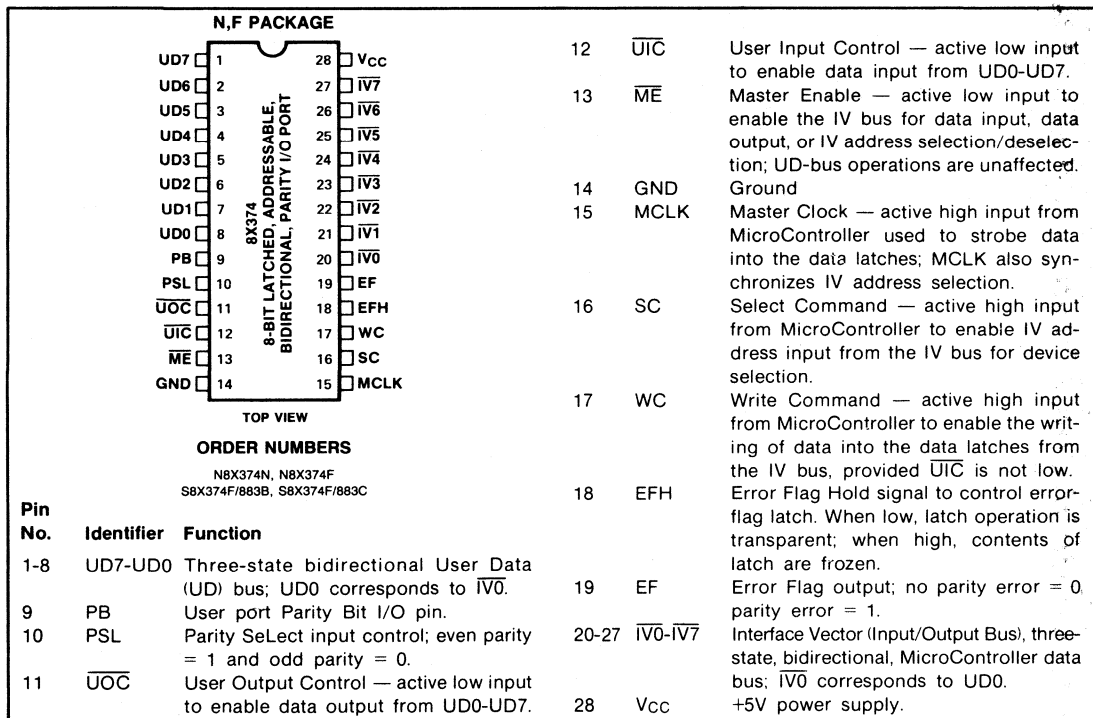 N,F PACKAGE
UD7 1 28 VCC
UD6 2 27 IV7
UD5 3 26 IV6
UD4 4 25 IV5
UD3 5 24 IV4
UD2 6 23 IV3
UD1 7 22 IV2
UD0 8 21 IV1
PB 9 20 IV0
PSL 10 19 EF
UOC 11 18 EFH
UIC 12 17 WC
ME 13 16 SC
GND 14 15 MCLK
8X374
8-BIT LATCHED, ADDRESSABLE,
BIDIRECTIONAL, PARITY I/O PORT
TOP VIEW
ORDER NUMBERS
N8X374N, N8X374F
S8X374F/883B, S8X374F/883C
Pin
No. Identifier Function
1-8 UD7-UD0 Three-state bidirectional User Data
(UD) bus; UD0 corresponds to IV0.
9 PB User port Parity Bit I/O pin.
10 PSL Parity SeLect input control; even parity
= 1 and odd parity = 0.
11 UOC User Output Control — active low input
to enable data output from UD0-UD7.
12 UIC User Input Control — active low input
to enable data input from UD0-UD7.
13 ME Master Enable — active low input to
enable the IV bus for data input, data
output, or IV address selection/deselec-
tion; UD-bus operations are unaffected.
14 GND Ground
15 MCLK Master Clock — active high input from
MicroController used to strobe data
into the data latches; MCLK also syn-
chronizes IV address selection.
16 SC Select Command — active high input
from MicroController to enable IV ad-
dress input from the IV bus for device
selection.
17 WC Write Command — active high input
from MicroController to enable the writ-
ing of data into the data latches from
the IV bus, provided UIC is not low.
18 EFH Error Flag Hold signal to control error-
flag latch. When low, latch operation is
transparent; when high, contents of
latch are frozen.
19 EF Error Flag output; no parity error = 0,
parity error = 1.
20-27 IV0-IV7 Interface Vector (Input/Output Bus), three-
state, bidirectional, MicroController data
bus; IV0 corresponds to UD0.
28 VCC +5V power supply.